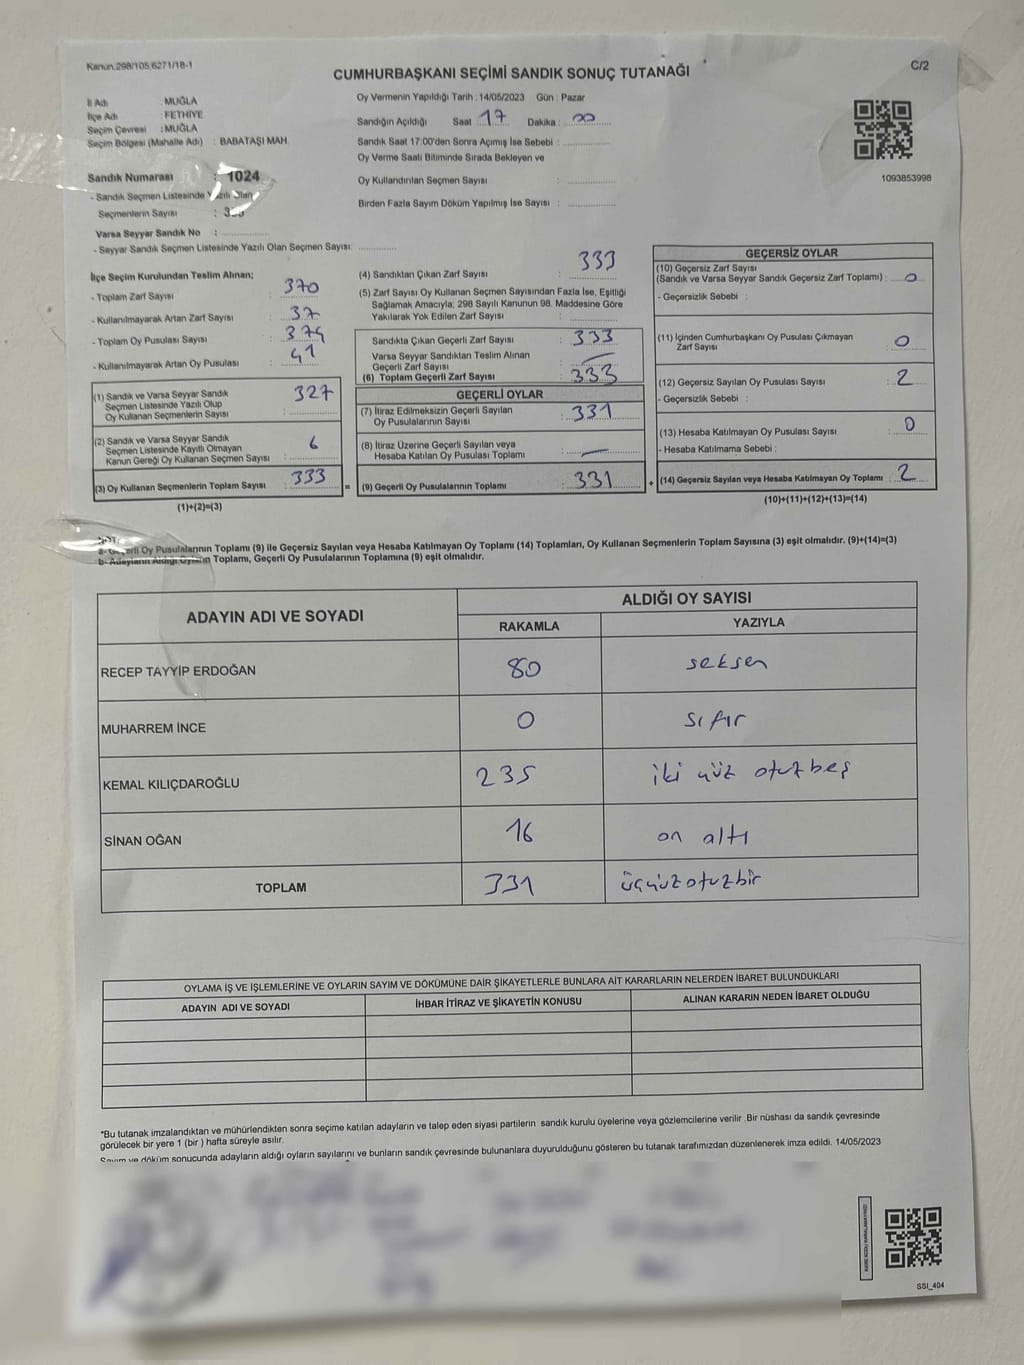 Kanun:298/105,6271/18-1
C/2
CUMHURBAŞKANI SEÇİMİ SANDIK SONUÇ TUTANAĞI
İl Adı : MUĞLA
İlçe Adı : FETHİYE
Seçim Çevresi : MUĞLA
Seçim Bölgesi (Mahalle Adı) : BABATAŞI MAH.
Sandık Numarası : 1024
- Sandık Seçmen Listesinde Yazılı Olan
Seçmenlerin Sayısı :
Varsa Seyyar Sandık No :
- Seyyar Sandık Seçmen Listesinde Yazılı Olan Seçmen Sayısı:
Oy Vermenin Yapıldığı Tarih :14/05/2023 Gün : Pazar
Sandığın Açıldığı Saat 17 Dakika : 00
Sandık Saat 17:00'den Sonra Açımış İse Sebebi :
Oy Verme Saati Bitiminde Sırada Bekleyen ve
Oy Kullandırılan Seçmen Sayısı :
Birden Fazla Sayım Döküm Yapılmış İse Sayısı :
1093853998
İlçe Seçim Kurulundan Teslim Alınan;
- Toplam Zarf Sayısı : 370
- Kullanılmayarak Artan Zarf Sayısı : 37
- Toplam Oy Pusulası Sayısı : 374
- Kullanılmayarak Artan Oy Pusulası : 41
(1) Sandık ve Varsa Seyyar Sandık
Seçmen Listesinde Yazılı Olup
Oy Kullanan Seçmenlerin Sayısı : 327
(2) Sandık ve Varsa Seyyar Sandık
Seçmen Listesinde Kayıtlı Olmayan
Kanun Gereği Oy Kullanan Seçmen Sayısı : 6
(3) Oy Kullanan Seçmenlerin Toplam Sayısı : 333
(1)+(2)=(3)
=
(4) Sandıktan Çıkan Zarf Sayısı : 333
(5) Zarf Sayısı Oy Kullanan Seçmen Sayısından Fazla İse, Eşitliği
Sağlamak Amacıyla; 298 Sayılı Kanunun 98. Maddesine Göre
Yakılarak Yok Edilen Zarf Sayısı :
Sandıkta Çıkan Geçerli Zarf Sayısı : 333
Varsa Seyyar Sandıktan Teslim Alınan
Geçerli Zarf Sayısı :
(6) Toplam Geçerli Zarf Sayısı : 333
GEÇERLİ OYLAR
(7) İtiraz Edilmeksizin Geçerli Sayılan
Oy Pusulalarının Sayısı : 331
(8) İtiraz Üzerine Geçerli Sayılan veya
Hesaba Katılan Oy Pusulası Toplamı :
(9) Geçerli Oy Pusulalarının Toplamı : 331
+
GEÇERSİZ OYLAR
(10) Geçersiz Zarf Sayısı
(Sandık ve Varsa Seyyar Sandık Geçersiz Zarf Toplamı) : 0
- Geçersizlik Sebebi :
(11) İçinden Cumhurbaşkanı Oy Pusulası Çıkmayan
Zarf Sayısı : 0
(12) Geçersiz Sayılan Oy Pusulası Sayısı : 2
- Geçersizlik Sebebi :
(13) Hesaba Katılmayan Oy Pusulası Sayısı : 0
- Hesaba Katılmama Sebebi :
(14) Geçersiz Sayılan veya Hesaba Katılmayan Oy Toplamı : 2
(10)+(11)+(12)+(13)=(14)
a- Geçerli Oy Pusulalarının Toplamı (9) ile Geçersiz Sayılan veya Hesaba Katılmayan Oy Toplamı (14) Toplamları, Oy Kullanan Seçmenlerin Toplam Sayısına (3) eşit olmalıdır. (9)+(14)=(3)
b- Adayların Aldığı Oyların Toplamı, Geçerli Oy Pusulalarının Toplamına (9) eşit olmalıdır.
ADAYIN ADI VE SOYADI
ALDIĞI OY SAYISI
RAKAMLA YAZIYLA
RECEP TAYYİP ERDOĞAN 80 seksen
MUHARREM İNCE 0 sıfır
KEMAL KILIÇDAROĞLU 235 iki yüz otuzbeş
SİNAN OĞAN 16 on altı
TOPLAM 331 üçyüzotuzbir
OYLAMA İŞ VE İŞLEMLERİNE VE OYLARIN SAYIM VE DÖKÜMÜNE DAİR ŞİKAYETLERLE BUNLARA AİT KARARLARIN NELERDEN İBARET BULUNDUKLARI
ADAYIN ADI VE SOYADI İHBAR İTİRAZ VE ŞİKAYETİN KONUSU ALINAN KARARIN NEDEN İBARET OLDUĞU
*Bu tutanak imzalandıktan ve mühürlendikten sonra seçime katılan adayların ve talep eden siyasi partilerin sandık kurulu üyelerine veya gözlemcilerine verilir .Bir nüshası da sandık çevresinde
görülecek bir yere 1 (bir ) hafta süreyle asılır.
Sayım ve döküm sonucunda adayların aldığı oyların sayılarını ve bunların sandık çevresinde bulunanlara duyurulduğunu gösteren bu tutanak tarafımızdan düzenlenerek imza edildi. 14/05/2023
SSI_404